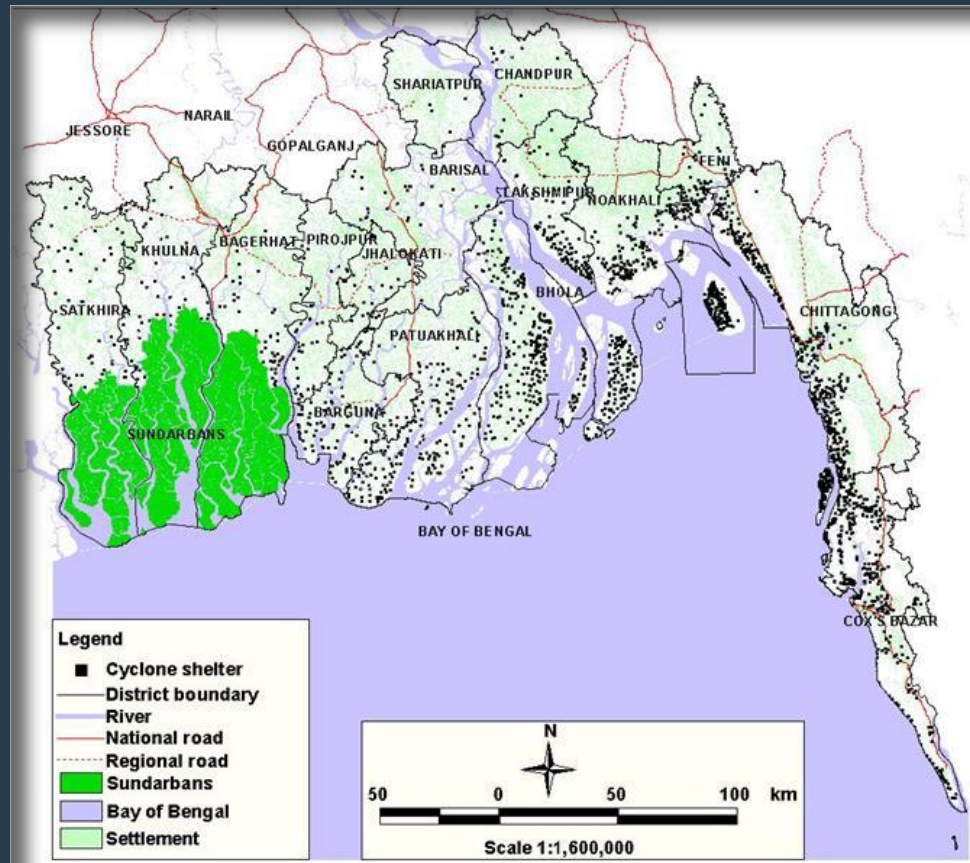 SHARIATPUR
CHANDPUR
NARAIL
JESSORE
GOPALGANJ
FENI
BARISAL
LAKSHMIPUR
NOAKHALI
KHULNA
BAGERHAT
PIROJPUR
JHALOKATI
SATKHIRA
BHOLA
CHITTAGONG
PATUAKHALI
BARGUNA
SUNDARBANS
BAY OF BENGAL
COX'S BAZAR
Legend
Cyclone shelter
District boundary
River
National road
Regional road
Sundarbans
Bay of Bengal
Settlement
N
50 0 50 100 km
Scale 1:1,600,000